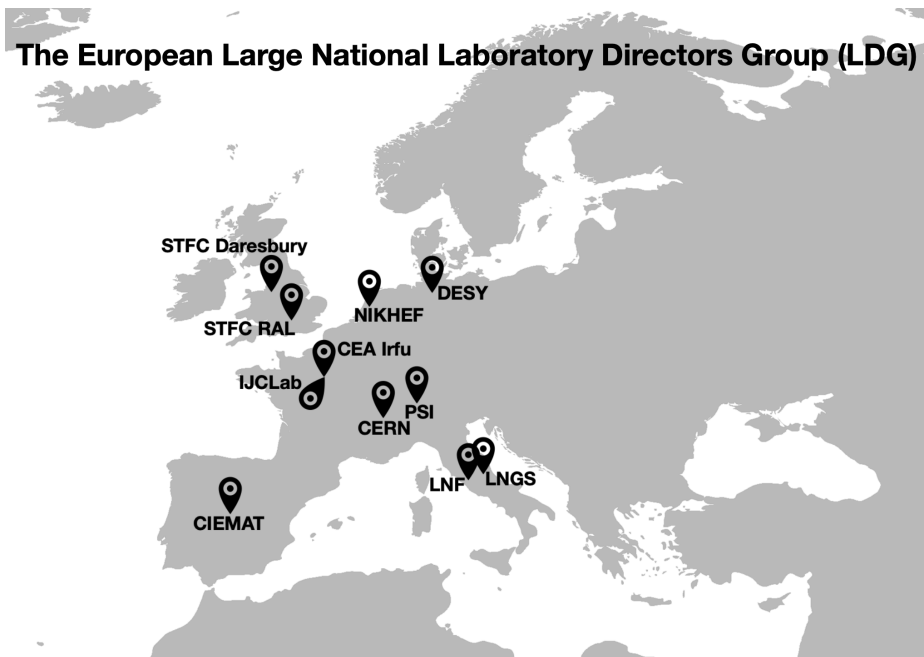 The European Large National Laboratory Directors Group (LDG)
STFC Daresbury
DESY
NIKHEF
STFC RAL
CEA Irfu
IJCLab
PSI
CERN
LNF
LNGS
CIEMAT